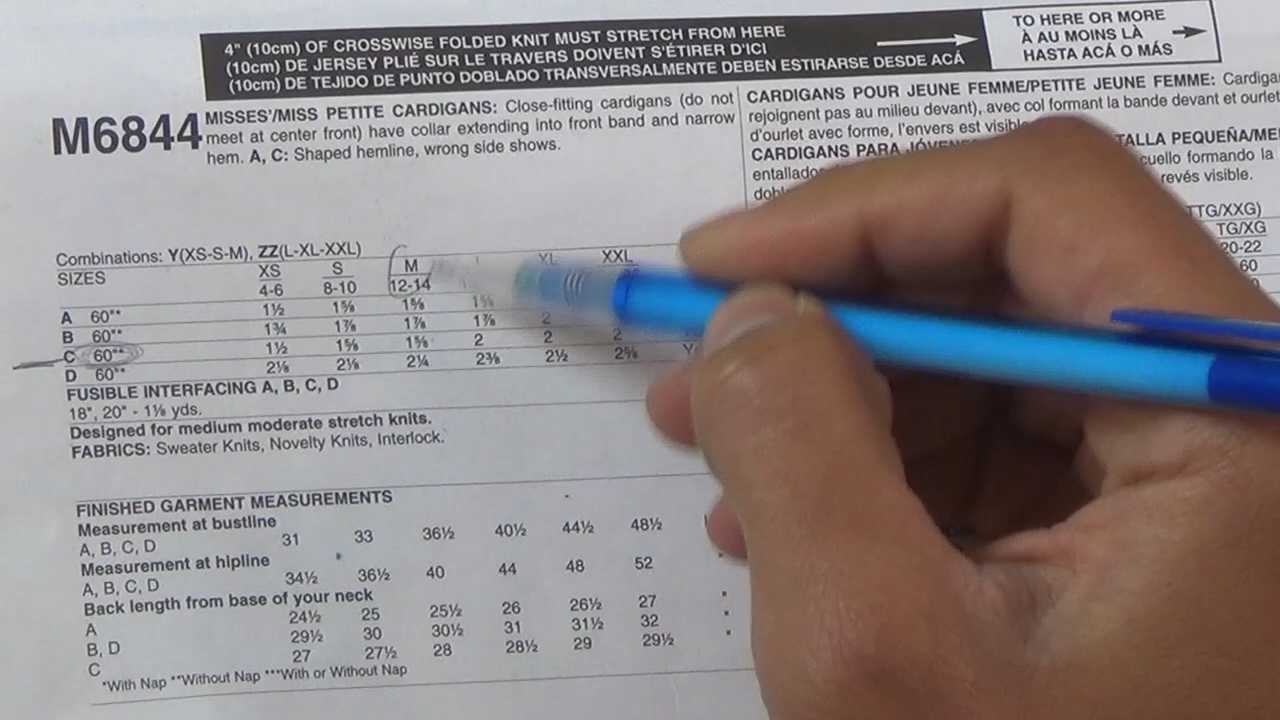 4" (10cm) OF CROSSWISE FOLDED KNIT MUST STRETCH FROM HERE
(10cm) DE JERSEY PLIÉ SUR LE TRAVERS DOIVENT S'ÉTIRER D'ICI
(10cm) DE TEJIDO DE PUNTO DOBLADO TRANSVERSALMENTE DEBEN ESTIRARSE DESDE ACÁ
TO HERE OR MORE
À AU MOINS LÀ
HASTA ACÁ O MÁS
M6844
MISSES'/MISS PETITE CARDIGANS: Close-fitting cardigans (do not
meet at center front) have collar extending into front band and narrow
hem. A, C: Shaped hemline, wrong side shows.
CARDIGANS POUR JEUNE FEMME/PETITE JEUNE FEMME:
rejoignent pas au milieu devant), avec col formant la bande devant et ourlet
d'ourlet avec forme, l'envers est
CARDIGANS PARA
TALLA
entallados
cuello formando la
revés visible.
TTG/XXG)
TG/XG
20-22
60
Combinations: Y(XS-S-M), ZZ(L-XL-XXL)
SIZES XS S M XL XXL
4-6 8-10 12-14
A 60"* 1½ 1⅝ 1⅝ 1⅝
B 60"* 1¾ 1⅞ 1⅞ 1⅞ 2
C 60"* 1½ 1⅝ 1⅝ 2 2 2
D 60"* 2⅛ 2⅛ 2¼ 2⅜ 2½ 2⅝
FUSIBLE INTERFACING A, B, C, D
18", 20" - 1⅛ yds.
Designed for medium moderate stretch knits.
FABRICS: Sweater Knits, Novelty Knits, Interlock.
FINISHED GARMENT MEASUREMENTS
Measurement at bustline
A, B, C, D 31 33 36½ 40½ 44½ 48½
Measurement at hipline
A, B, C, D 34½ 36½ 40 44 48 52
Back length from base of your neck
A 24½ 25 25½ 26 26½ 27
B, D 29½ 30 30½ 31 31½ 32
C 27 27½ 28 28½ 29 29½
*With Nap **Without Nap ***With or Without Nap